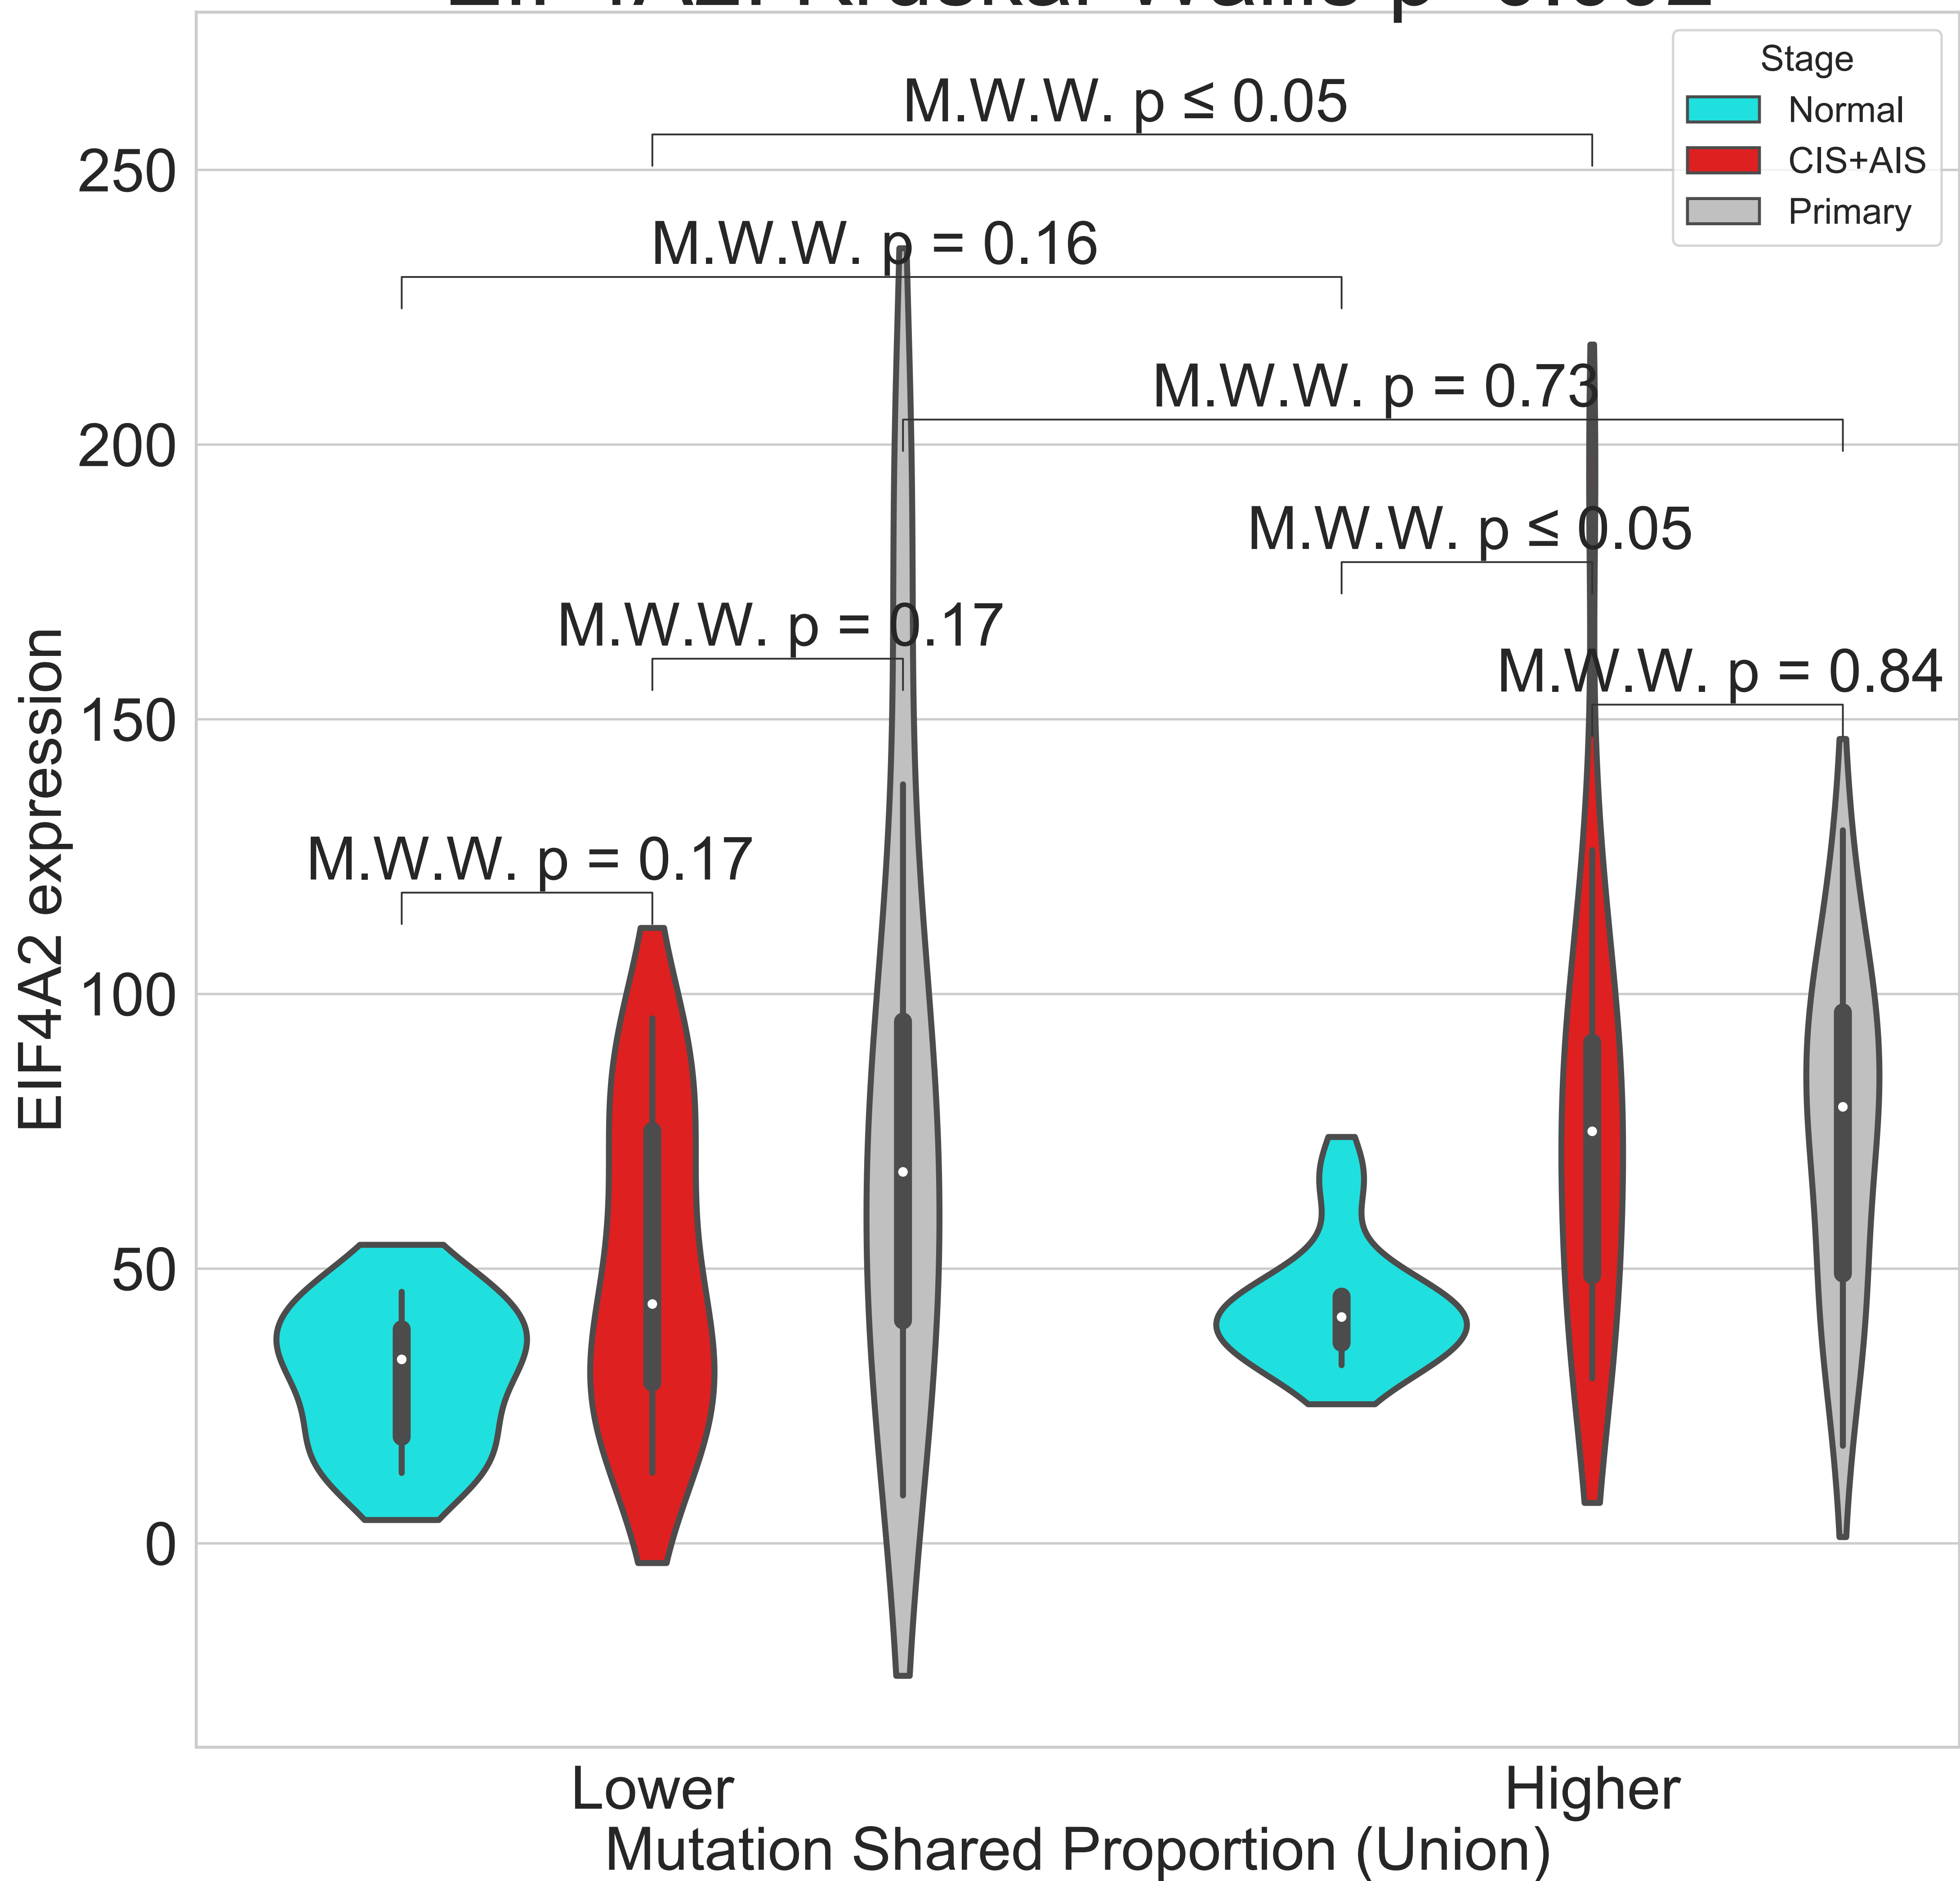 Stage
Normal
CIS+AIS
Primary
M.W.W. p ≤ 0.05
M.W.W. p = 0.16
M.W.W. p = 0.73
M.W.W. p ≤ 0.05
M.W.W. p = 0.17
M.W.W. p = 0.84
M.W.W. p = 0.17
250
200
150
100
50
0
EIF4A2 expression
Lower
Higher
Mutation Shared Proportion (Union)